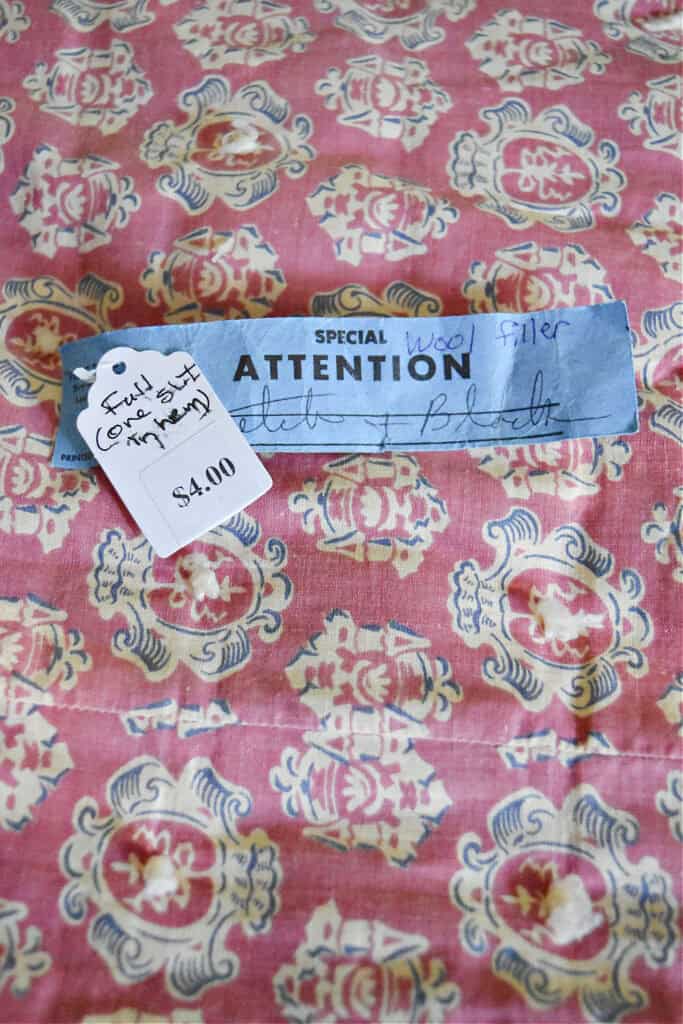 SPECIAL
ATTENTION
Wool filler
Full
(one slit
in hem)
$4.00